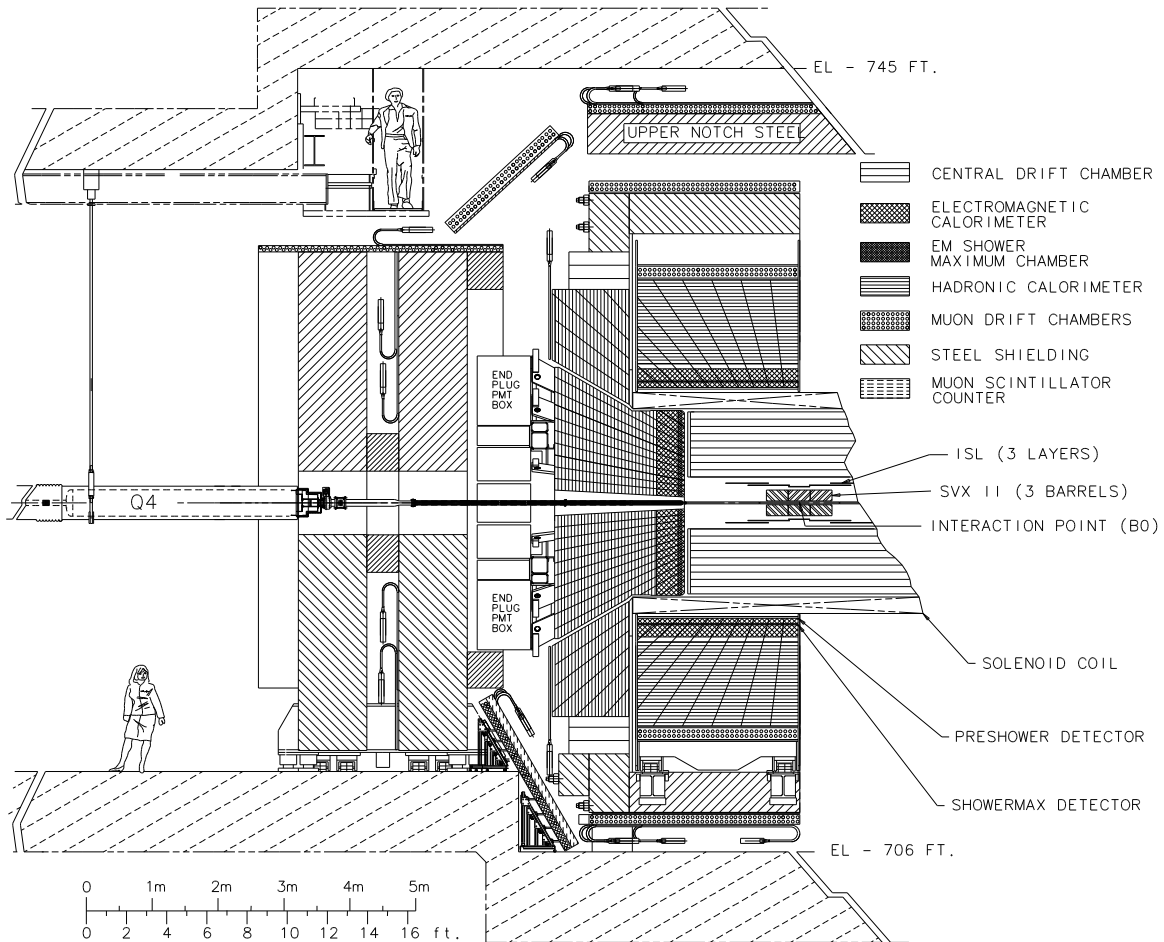 EL - 745 FT.
UPPER NOTCH STEEL
CENTRAL DRIFT CHAMBER
ELECTROMAGNETIC
CALORIMETER
EM SHOWER
MAXIMUM CHAMBER
HADRONIC CALORIMETER
MUON DRIFT CHAMBERS
STEEL SHIELDING
MUON SCINTILLATOR
COUNTER
END
PLUG
PMT
BOX
ISL (3 LAYERS)
Q4
SVX II (3 BARRELS)
INTERACTION POINT (B0)
END
PLUG
PMT
BOX
SOLENOID COIL
PRESHOWER DETECTOR
SHOWERMAX DETECTOR
EL - 706 FT.
0 1m 2m 3m 4m 5m
0 2 4 6 8 10 12 14 16 ft.